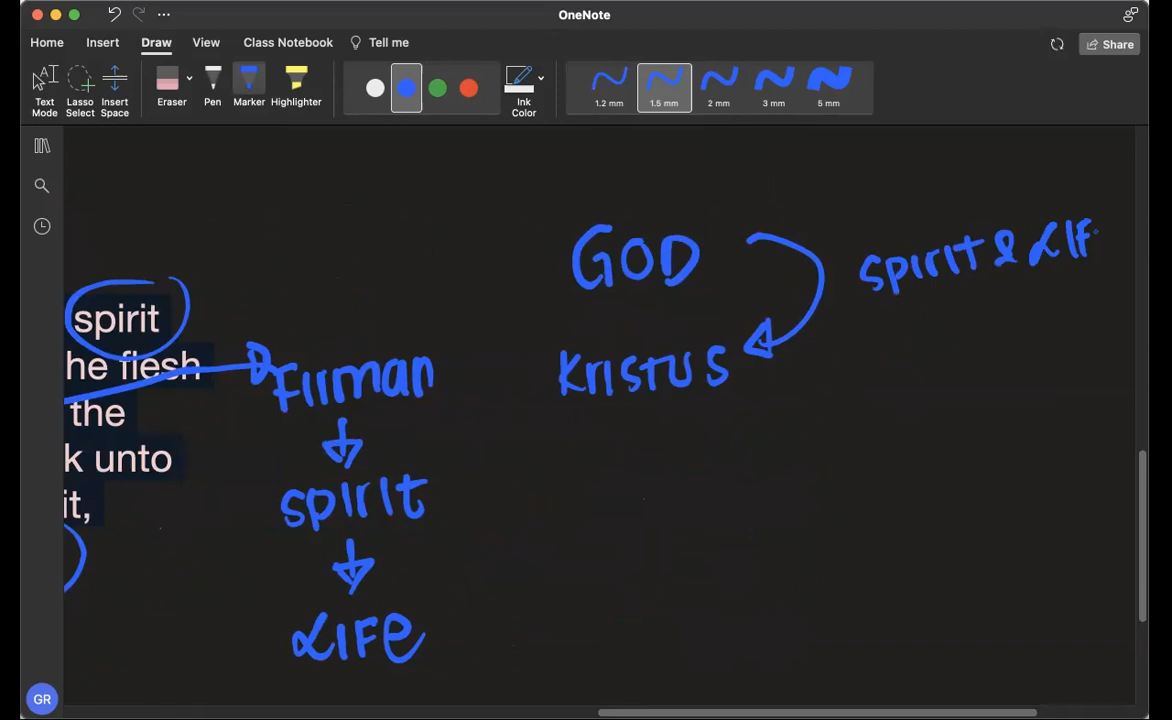 OneNote
Home Insert Draw View Class Notebook Tell me
Share
Text Mode
Lasso Select
Insert Space
Eraser
Pen
Marker
Highlighter
Ink Color
1.2 mm
1.5 mm
2 mm
3 mm
5 mm
GOD
spirit & LIF
spirit
he flesh
Firman
Kristus
the
k unto
spirit
it,
LIFe
GR